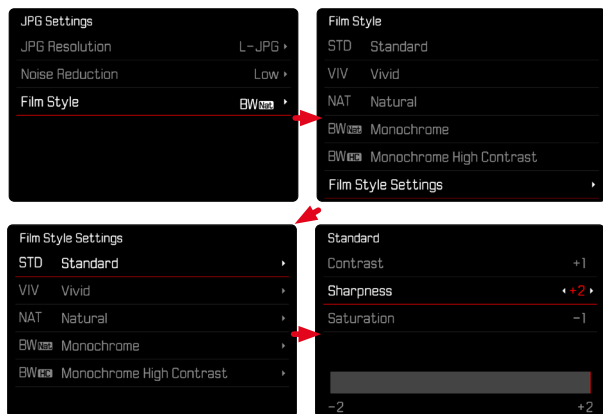 JPG Settings
JPG Resolution L-JPG
Noise Reduction Low
Film Style BW Nat.
Film Style
STD Standard
VIV Vivid
NAT Natural
BW Nat. Monochrome
BW HC Monochrome High Contrast
Film Style Settings
Film Style Settings
STD Standard
VIV Vivid
NAT Natural
BW Nat. Monochrome
BW HC Monochrome High Contrast
Standard
Contrast +1
Sharpness +2
Saturation -1
-2 +2